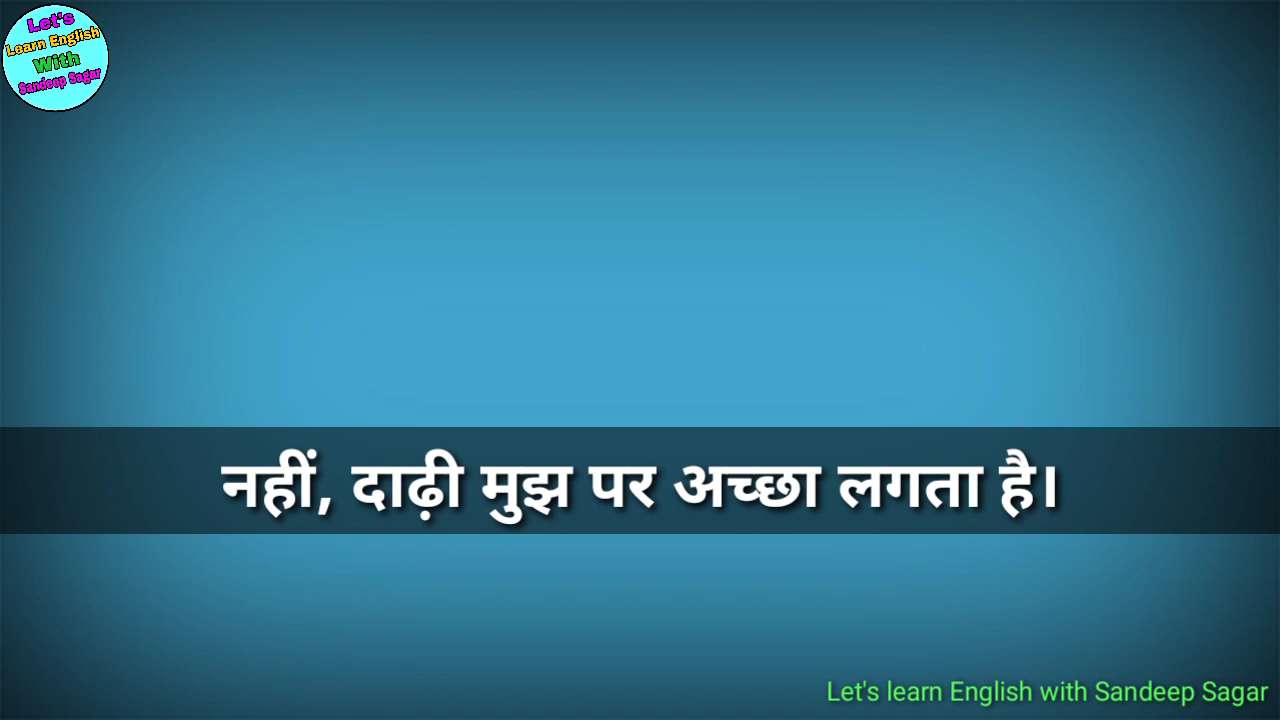 Let's
Learn English
With
Sandeep Sagar
नहीं, दाढ़ी मुझ पर अच्छा लगता है।
Let's learn English with Sandeep Sagar